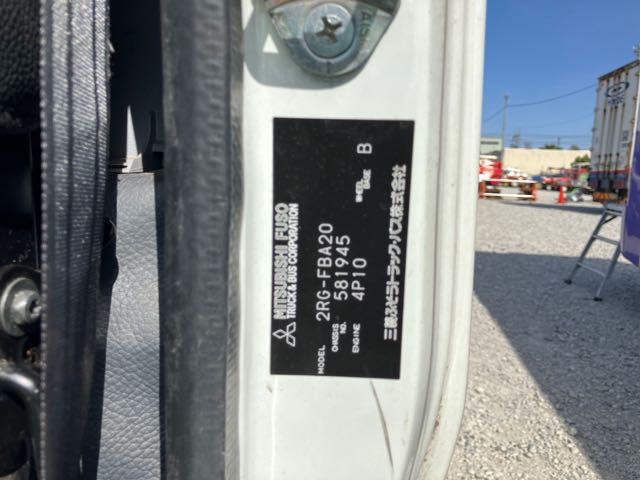 MITSUBISHI FUSO
TRUCK & BUS CORPORATION
MODEL 2RG-FBA20
CHASSIS NO. 581945 WHEEL BASE B
ENGINE 4P10
三菱ふそうトラック・バス株式会社